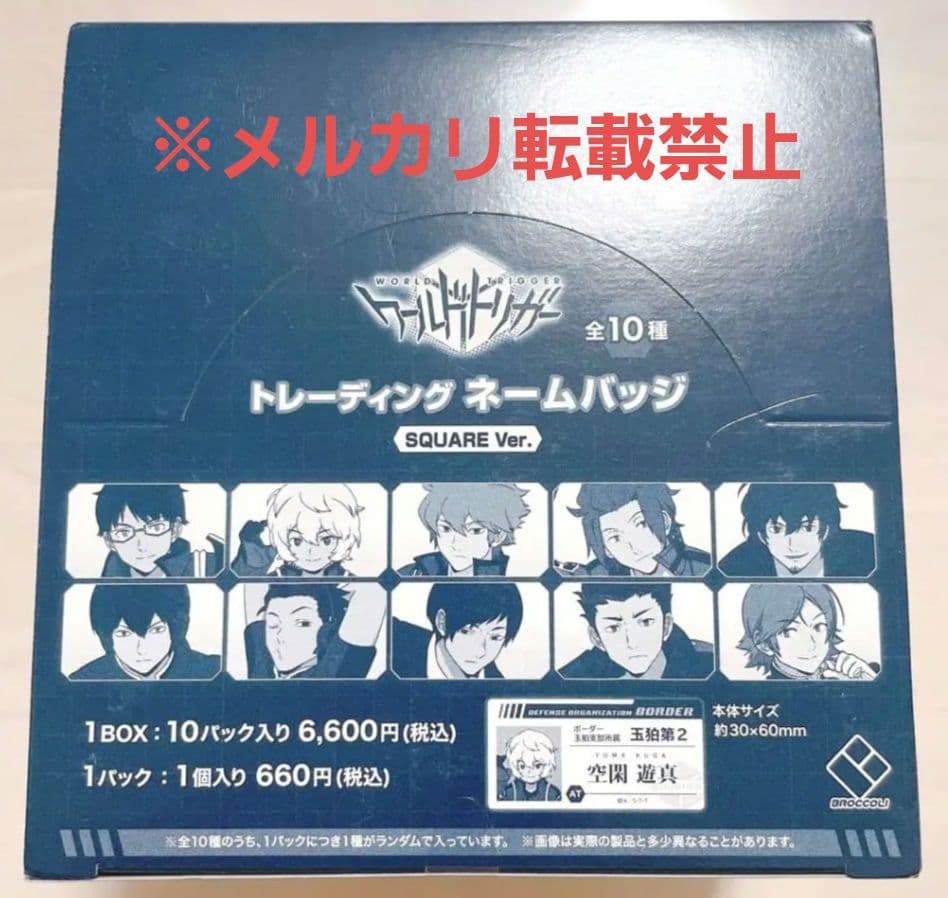 ※メルカリ転載禁止
WORLD TRIGGER
ワールドトリガー
全10種
トレーディング ネームバッジ
SQUARE Ver.
1BOX:10パック入り 6,600円(税込)
1パック:1個入り 660円(税込)
DEFENSE ORGANIZATION BORDER
ボーダー
玉狛支部所属 玉狛第2
YUMA KUGA
空閑 遊真
AT
本体サイズ
約30×60mm
BROCCOLI
※全10種のうち、1パックにつき1種がランダムで入っています。 ※画像は実際の製品と多少異なることがあります。